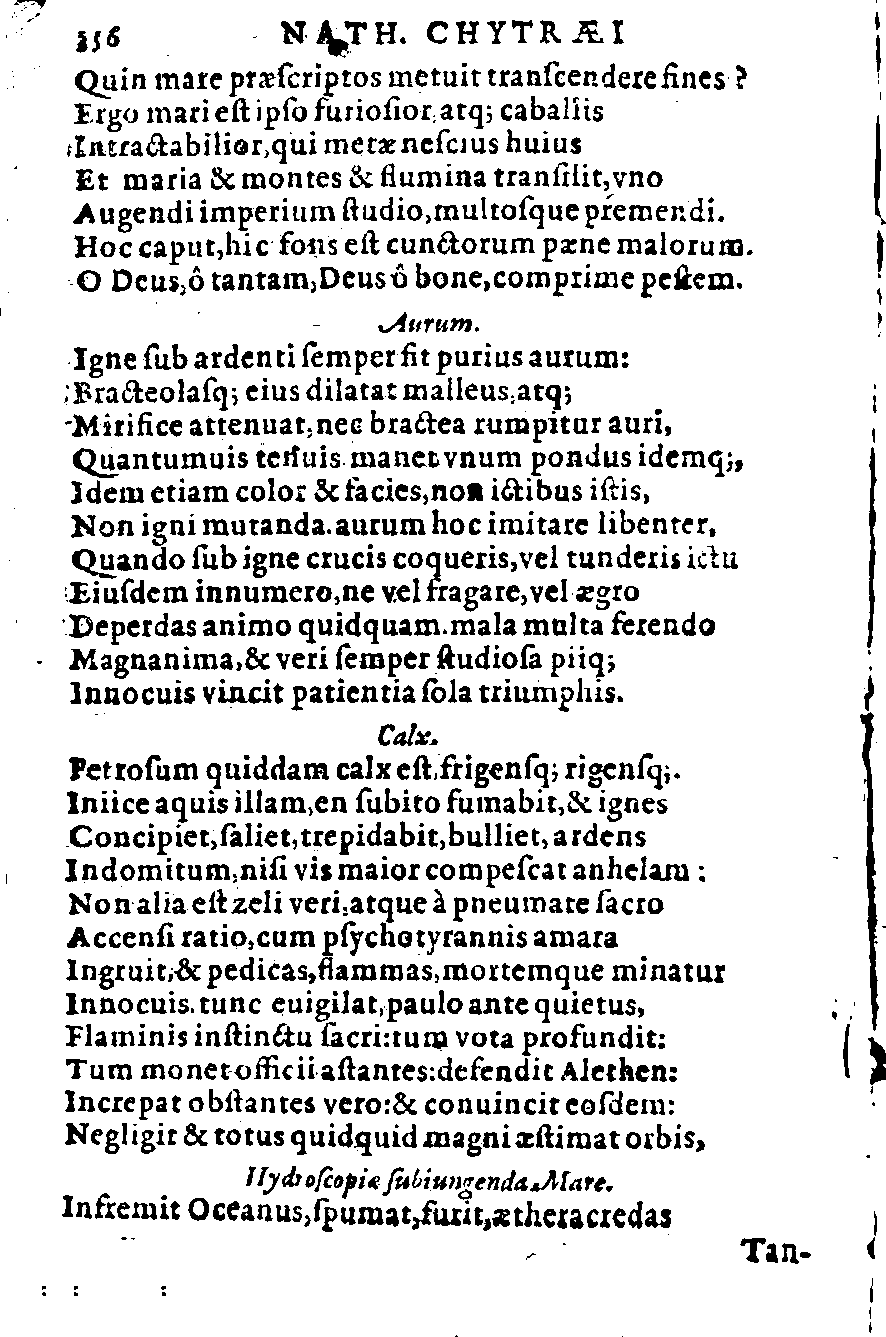 356 NATH. CHYTRÆI
Quin mare præſcriptos metuit tranſcendere fines ?
Ergo mari eſt ipſo furioſior, atq; caballis
Intractabilior, qui metæ neſcius huius
Et maria & montes & flumina tranſilit, vno
Augendi imperium ſtudio, multoſque premendi.
Hoc caput, hic fons eſt cunctorum pæne malorum.
O Deus, ô tantam, Deus ô bone, comprime peſtem.
Aurum.
Igne ſub ardenti ſemper fit purius aurum:
Bracteolaſq; eius dilatat malleus, atq;
Mirifice attenuat, nec bractea rumpitur auri,
Quantumuis tenuis manet vnum pondus idemq;,
Idem etiam color & facies, non ictibus iſtis,
Non igni mutanda. aurum hoc imitare libenter,
Quando ſub igne crucis coqueris, vel tunderis ictu
Eiuſdem innumero, ne vel fragare, vel ægro
Deperdas animo quidquam. mala multa ferendo
Magnanima, & veri ſemper ſtudioſa piiq;
Innocuis vincit patientia ſola triumphis.
Calx.
Petroſum quiddam calx eſt, frigenſq; rigenſq;.
Iniice aquis illam, en ſubito fumabit, & ignes
Concipiet, ſaliet, trepidabit, bulliet, ardens
Indomitum, niſi vis maior compeſcat anhelam :
Non alia eſt zeli veri, atque à pneumate ſacro
Accenſi ratio, cum pſychotyrannis amara
Ingruit, & pedicas, flammas, mortemque minatur
Innocuis. tunc euigilat, paulo ante quietus,
Flaminis inſtinctu ſacri: tum vota profundit:
Tum monet officii aſtantes: defendit Alethen:
Increpat obſtantes vero: & conuincit eoſdem:
Negligit & totus quidquid magni æſtimat orbis,
Hydroſcopiæ ſubiungenda. Mare.
Infremit Oceanus, ſpumat, furit, æthera credas
Tan-